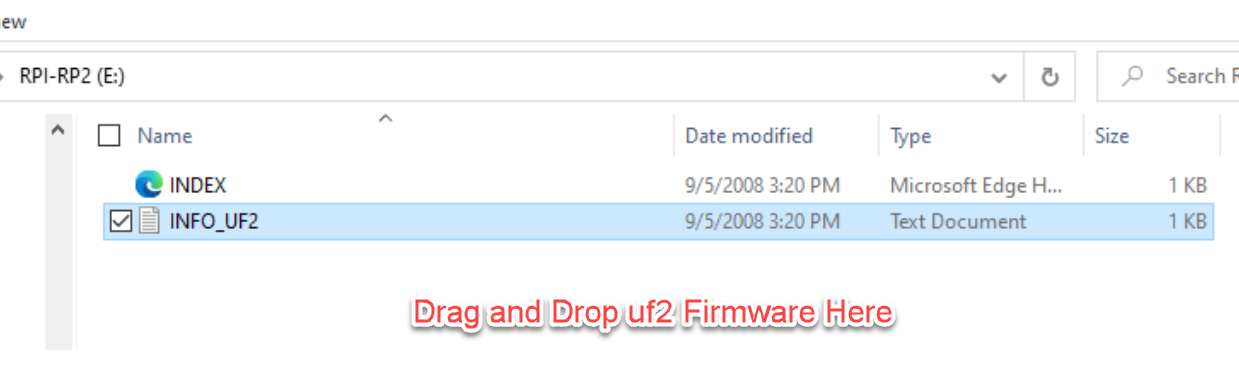 iew
RPI-RP2 (E:)
Search R
Name Date modified Type Size
INDEX 9/5/2008 3:20 PM Microsoft Edge H... 1 KB
INFO_UF2 9/5/2008 3:20 PM Text Document 1 KB
Drag and Drop uf2 Firmware Here